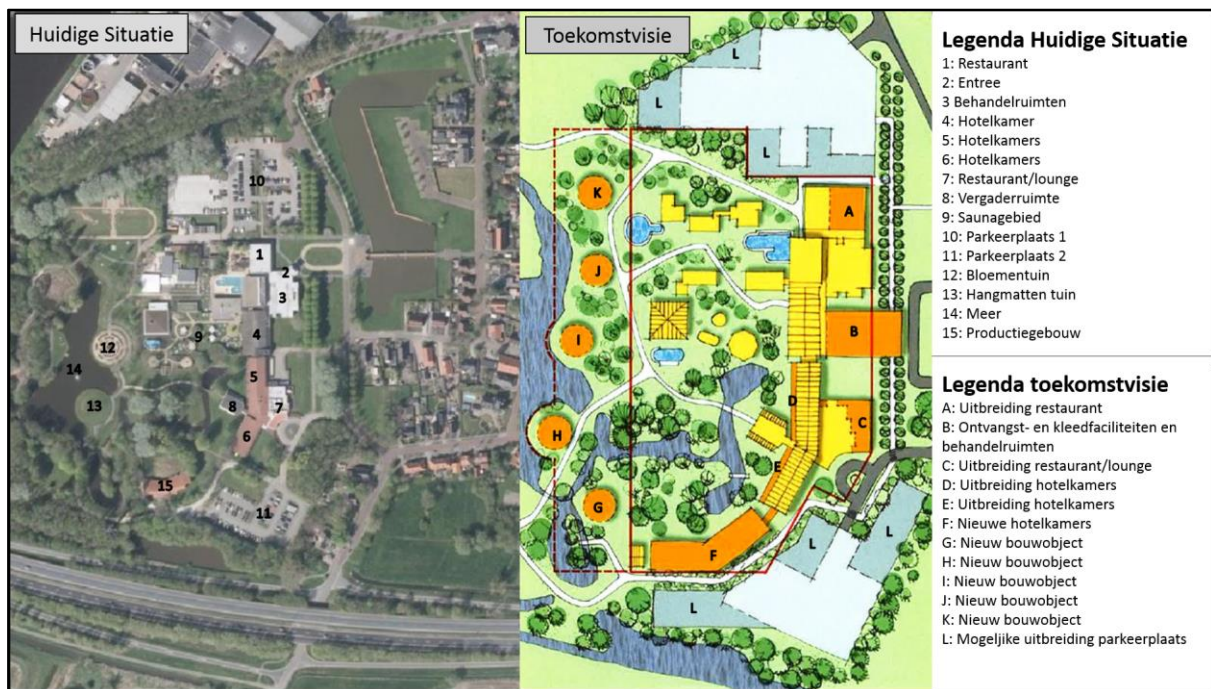 Huidige Situatie
10
1
2
3
9
4
12
14
5
13
8
7
6
15
11
Toekomstvisie
L
L
L
K
A
J
I
B
D
H
C
E
G
F
L
L
L
Legenda Huidige Situatie
1: Restaurant
2: Entree
3 Behandelruimten
4: Hotelkamer
5: Hotelkamers
6: Hotelkamers
7: Restaurant/lounge
8: Vergaderruimte
9: Saunagebied
10: Parkeerplaats 1
11: Parkeerplaats 2
12: Bloementuin
13: Hangmatten tuin
14: Meer
15: Productiegebouw
Legenda toekomstvisie
A: Uitbreiding restaurant
B: Ontvangst- en kleedfaciliteiten en
behandelruimten
C: Uitbreiding restaurant/lounge
D: Uitbreiding hotelkamers
E: Uitbreiding hotelkamers
F: Nieuwe hotelkamers
G: Nieuw bouwobject
H: Nieuw bouwobject
I: Nieuw bouwobject
J: Nieuw bouwobject
K: Nieuw bouwobject
L: Mogelijke uitbreiding parkeerplaats